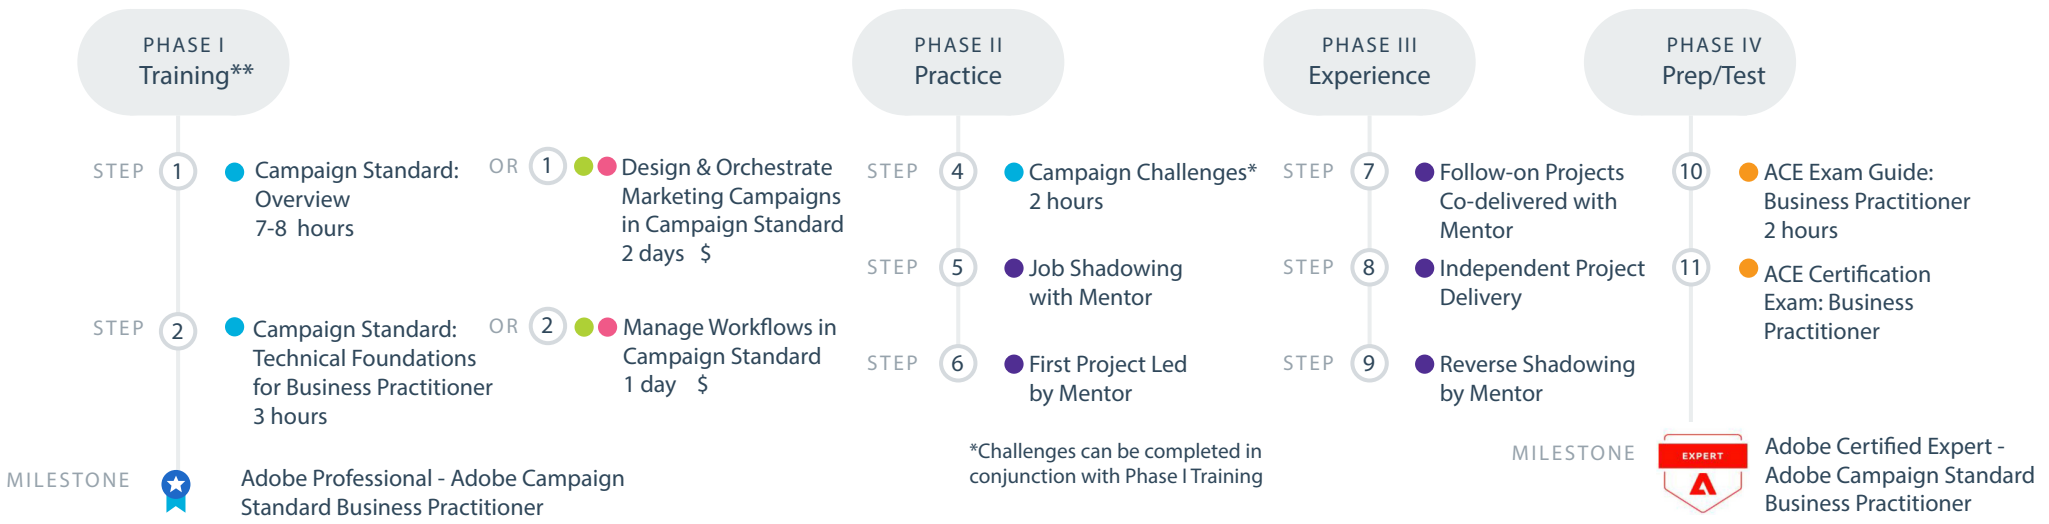 PHASE I
Training**
STEP 1
Campaign Standard:
Overview
7-8 hours
OR 1
Design & Orchestrate
Marketing Campaigns
in Campaign Standard
2 days $
STEP 2
Campaign Standard:
Technical Foundations
for Business Practitioner
3 hours
OR 2
Manage Workflows in
Campaign Standard
1 day $
MILESTONE
Adobe Professional - Adobe Campaign
Standard Business Practitioner
PHASE II
Practice
STEP 4
Campaign Challenges*
2 hours
STEP 5
Job Shadowing
with Mentor
STEP 6
First Project Led
by Mentor
*Challenges can be completed in
conjunction with Phase I Training
PHASE III
Experience
STEP 7
Follow-on Projects
Co-delivered with
Mentor
STEP 8
Independent Project
Delivery
STEP 9
Reverse Shadowing
by Mentor
PHASE IV
Prep/Test
10
ACE Exam Guide:
Business Practitioner
2 hours
11
ACE Certification
Exam: Business
Practitioner
MILESTONE
EXPERT
Adobe Certified Expert -
Adobe Campaign Standard
Business Practitioner